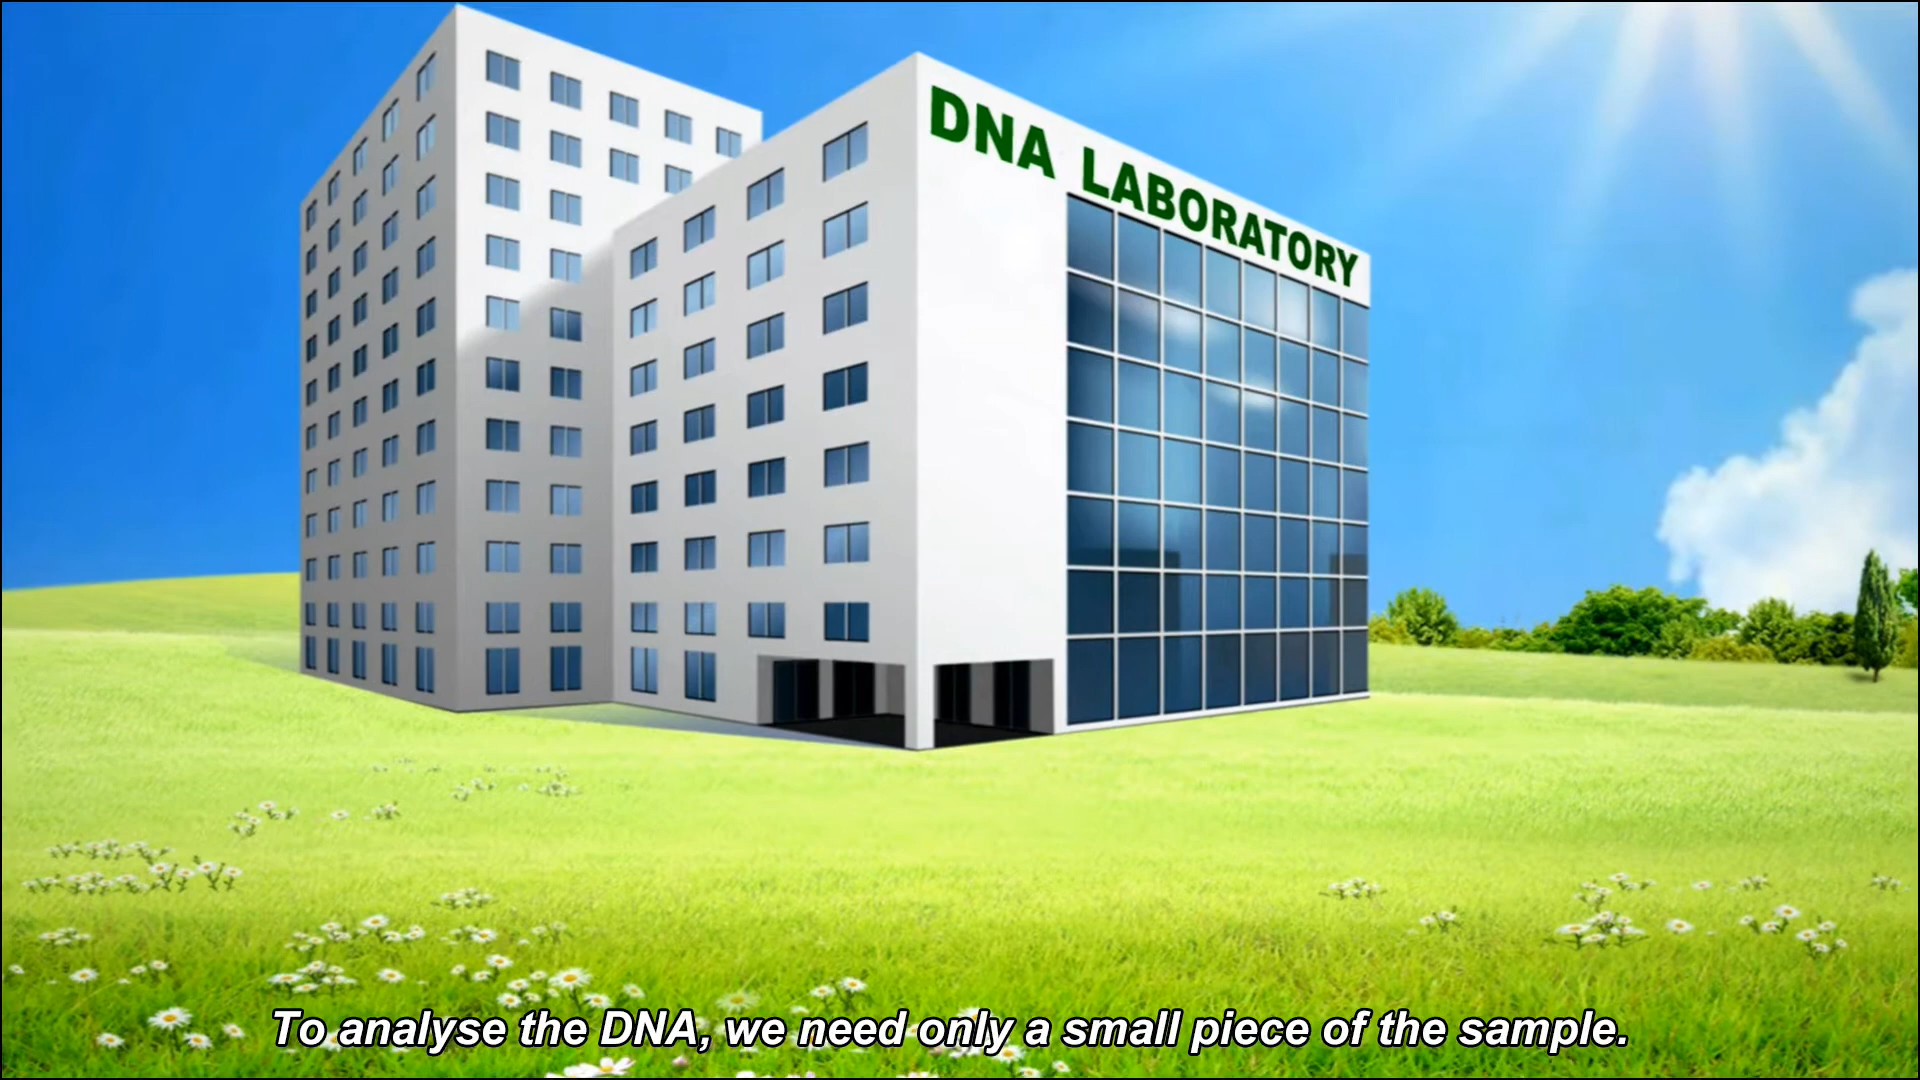 DNA LABORATORY
To analyse the DNA, we need only a small piece of the sample.